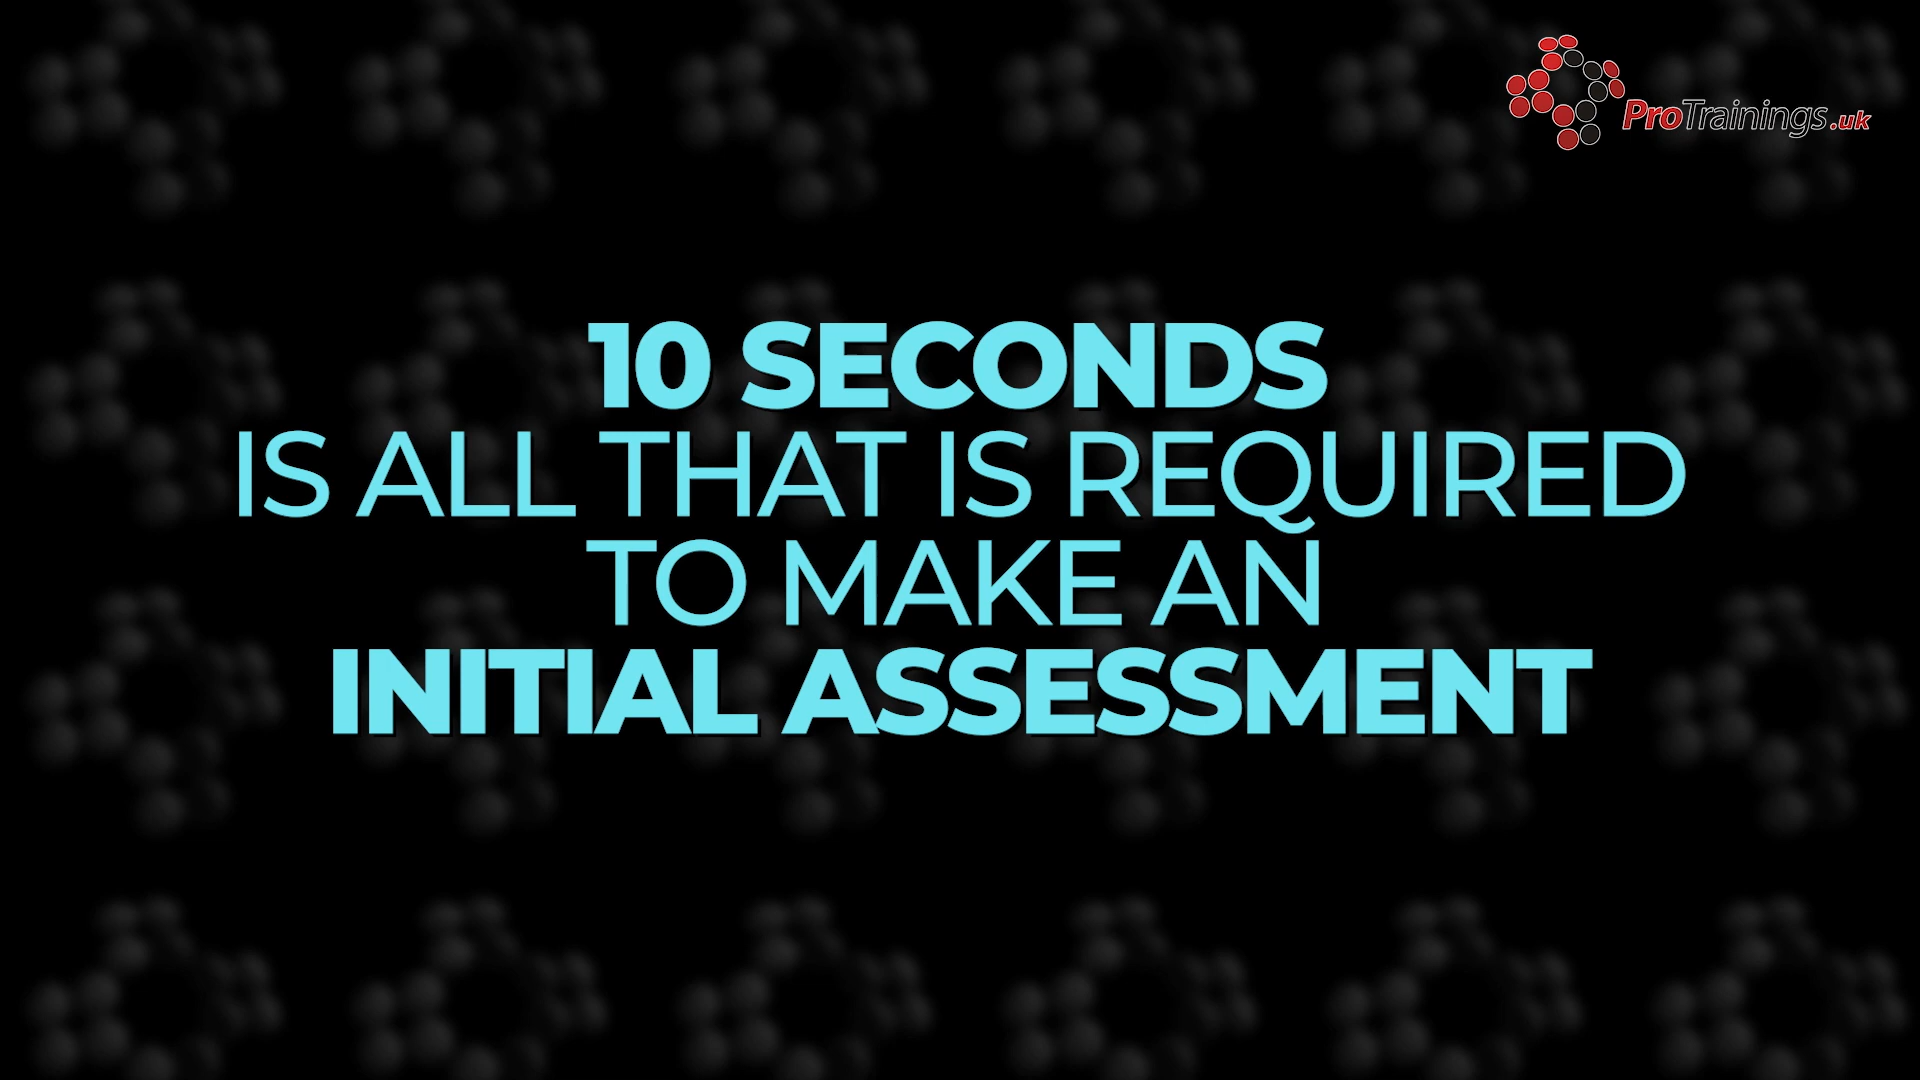 ProTrainings.uk
10 SECONDS
IS ALL THAT IS REQUIRED
TO MAKE AN
INITIAL ASSESSMENT